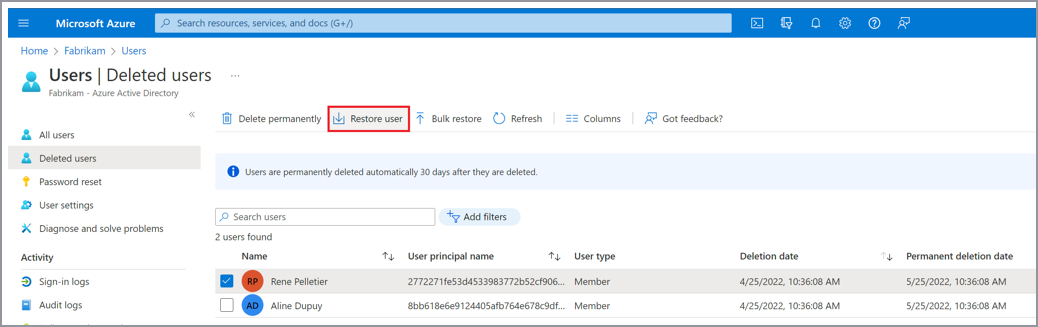 Microsoft Azure
Search resources, services, and docs (G+/)
Home > Fabrikam > Users
Users | Deleted users ...
Fabrikam - Azure Active Directory
«
All users
Deleted users
Password reset
User settings
Diagnose and solve problems
Activity
Sign-in logs
Audit logs
Delete permanently Restore user Bulk restore Refresh Columns Got feedback?
Users are permanently deleted automatically 30 days after they are deleted.
Search users Add filters
2 users found
Name User principal name User type Deletion date Permanent deletion date
RP Rene Pelletier 2772271fe53d4533983772b52cf906... Member 4/25/2022, 10:36:08 AM 5/25/2022, 10:36:08 AM
AD Aline Dupuy 8bb618e6e9124405afb764e678c9df... Member 4/25/2022, 10:36:08 AM 5/25/2022, 10:36:08 AM